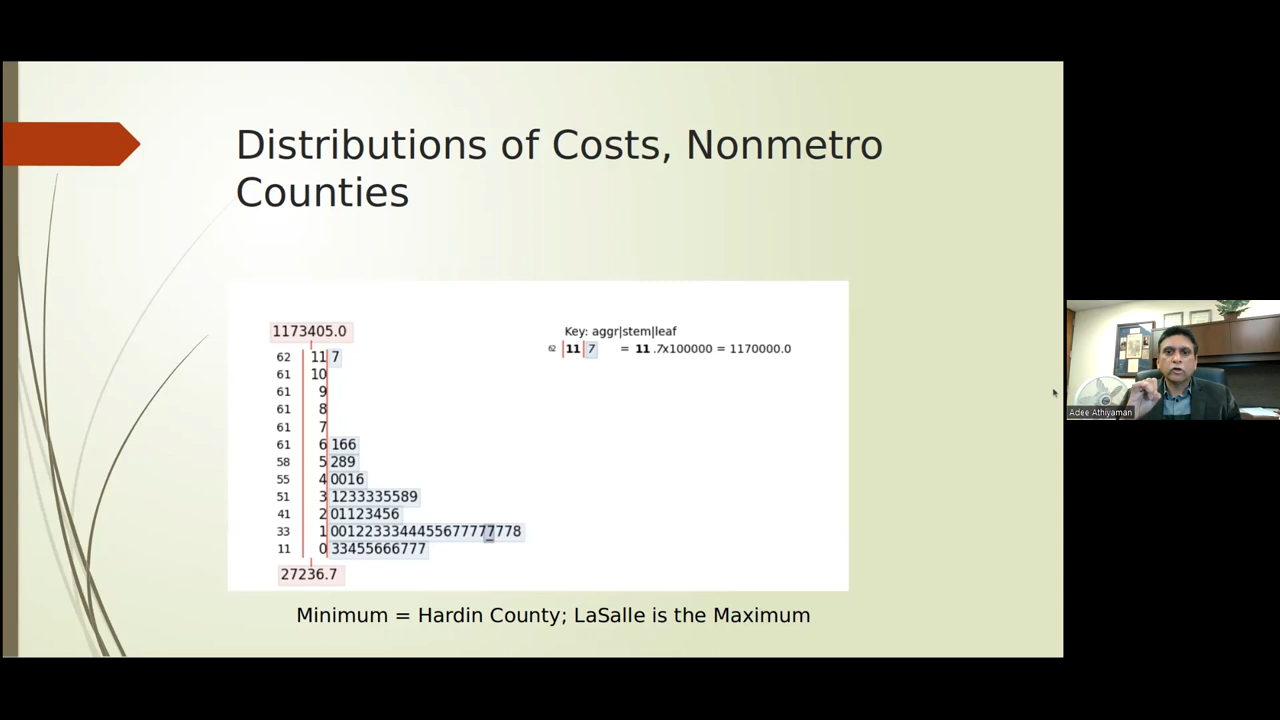 Distributions of Costs, Nonmetro
Counties
1173405.0
Key: aggr|stem|leaf
62 11 7 = 11 .7x100000 = 1170000.0
62 11 7
61 10
61 9
61 8
61 7
61 6 166
58 5 289
55 4 0016
51 3 1233335589
41 2 01123456
33 1 0012233344455677777778
11 0 33455666777
27236.7
Minimum = Hardin County; LaSalle is the Maximum
Adee Athiyaman